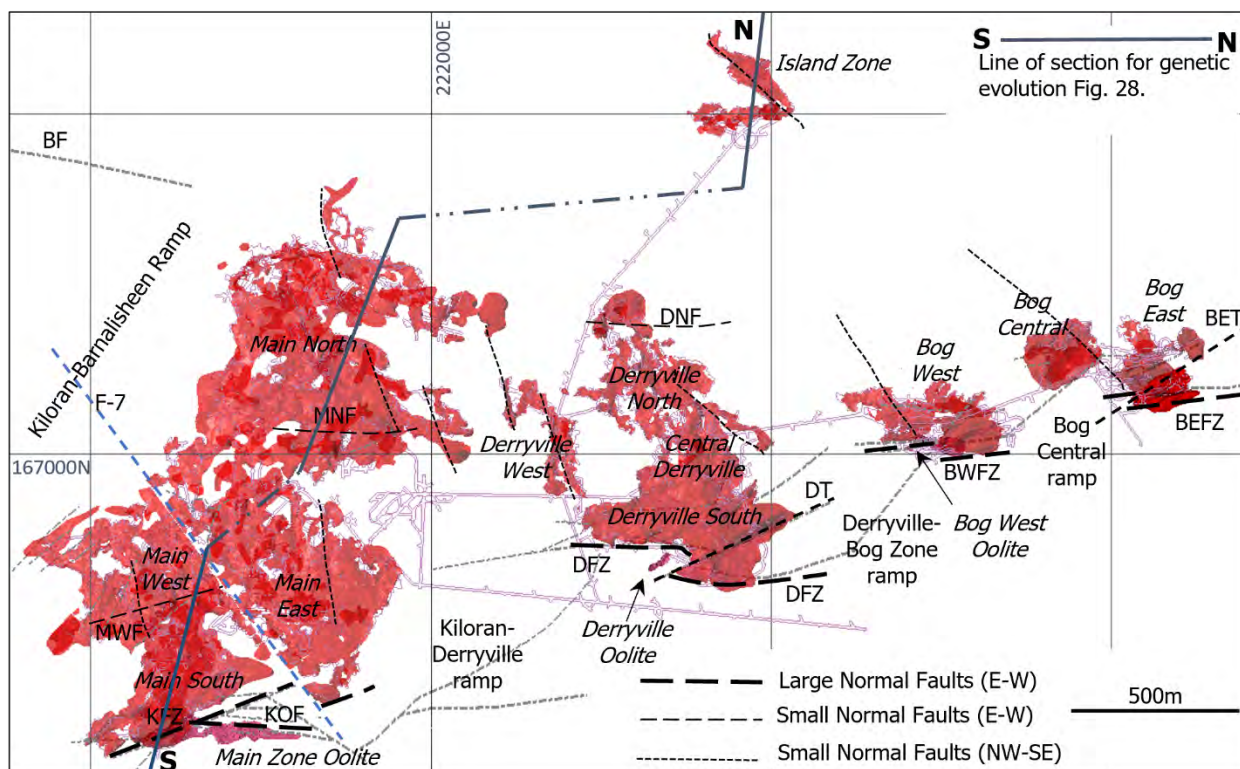 222000E
N
Island Zone
S N
Line of section for genetic
evolution Fig. 28.
BF
Kiloran-Barnalisheen Ramp
Main North
MNF
F-7
167000N
DNF
Derryville
North
Derryville
West
Central
Derryville
Derryville South
DT
DFZ
DFZ
Derryville
Oolite
Bog
West
Bog
Central
Bog
East
BET
BEFZ
Bog
Central
ramp
BWFZ
Bog West
Oolite
Derryville-
Bog Zone
ramp
Main
West
Main
East
MWF
Main South
KFZ
KOF
Main Zone Oolite
S
Kiloran-
Derryville
ramp
Large Normal Faults (E-W)
Small Normal Faults (E-W)
Small Normal Faults (NW-SE)
500m